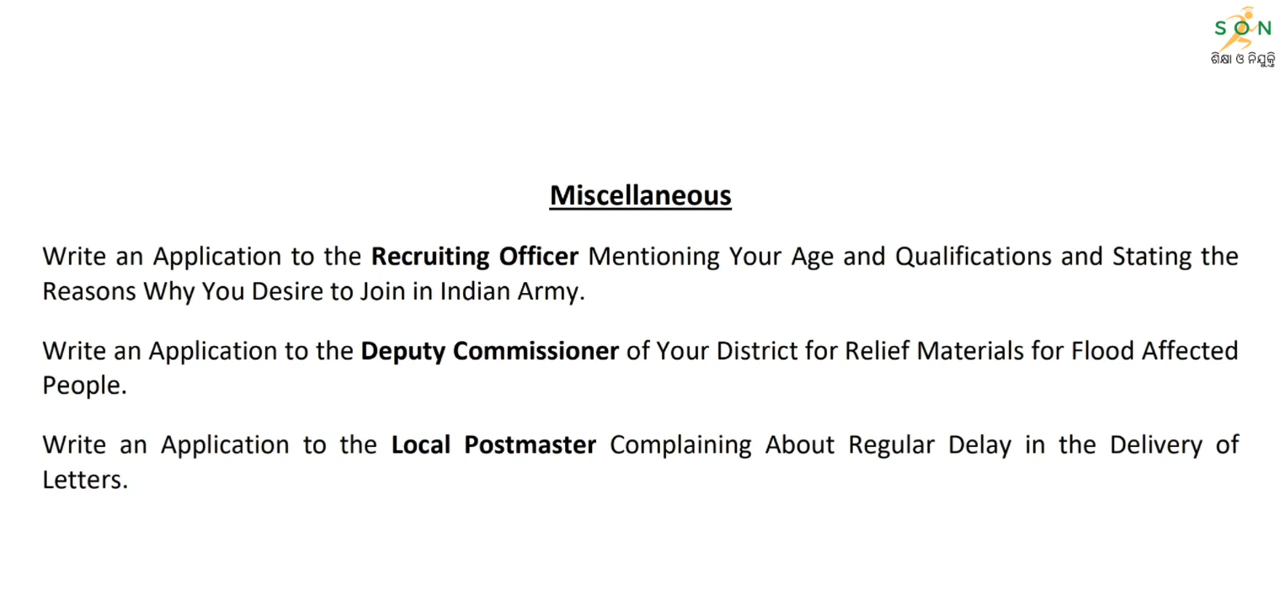 SON
ଶିକ୍ଷା ଓ ନିଯୁକ୍ତି
Miscellaneous
Write an Application to the Recruiting Officer Mentioning Your Age and Qualifications and Stating the
Reasons Why You Desire to Join in Indian Army.
Write an Application to the Deputy Commissioner of Your District for Relief Materials for Flood Affected
People.
Write an Application to the Local Postmaster Complaining About Regular Delay in the Delivery of
Letters.